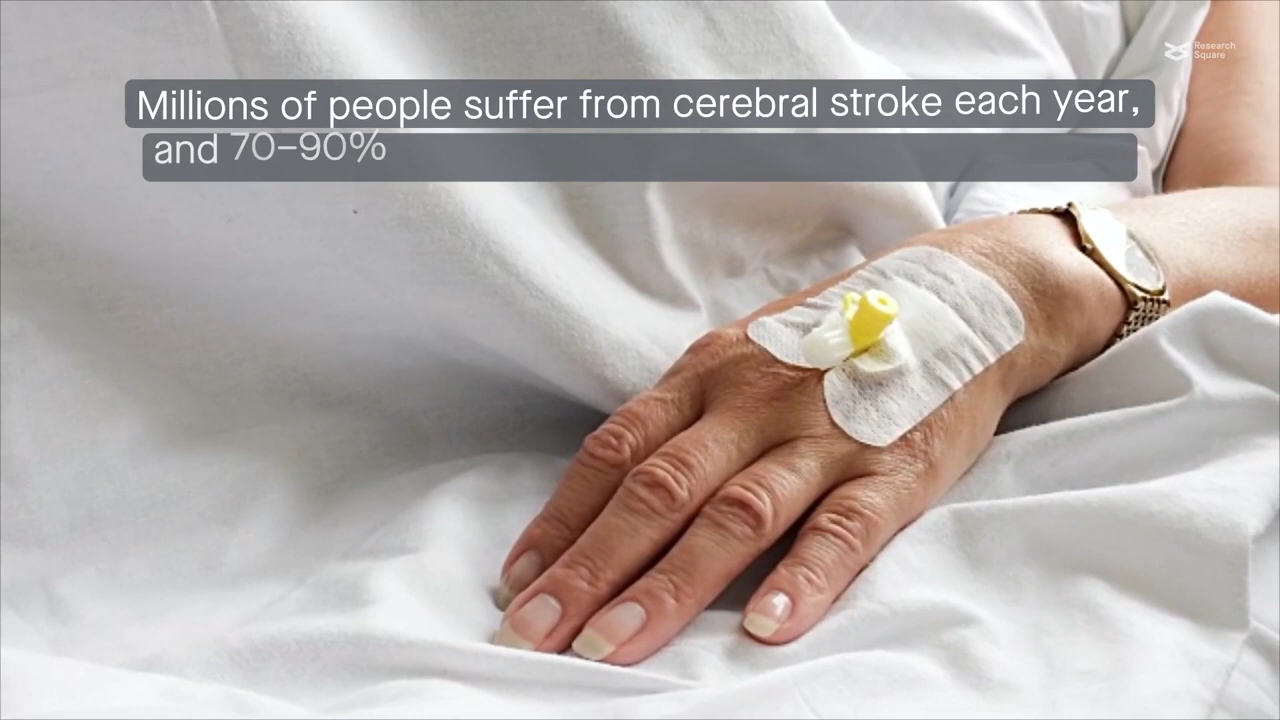 Research
Square
Millions of people suffer from cerebral stroke each year,
and 70–90%